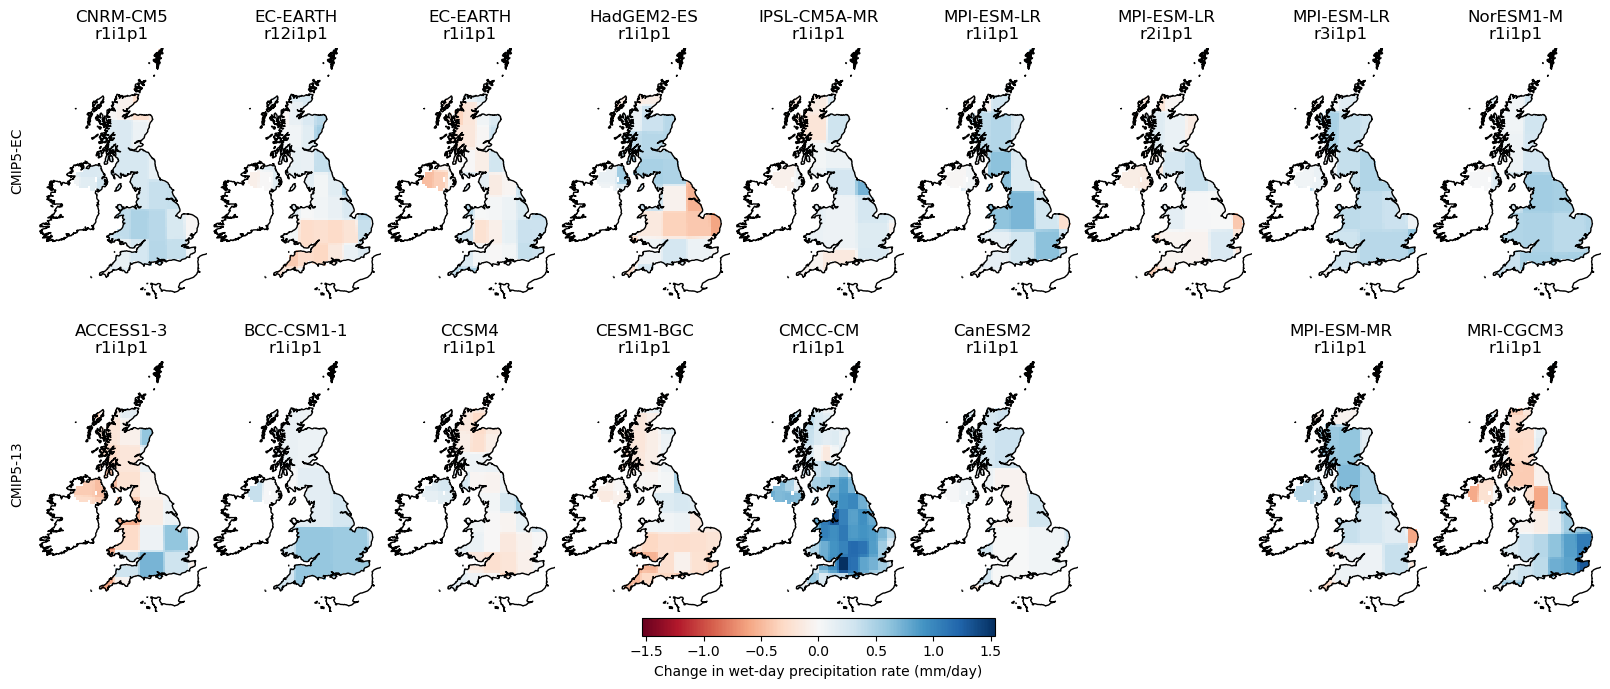 CNRM-CM5
r1i1p1
EC-EARTH
r12i1p1
EC-EARTH
r1i1p1
HadGEM2-ES
r1i1p1
IPSL-CM5A-MR
r1i1p1
MPI-ESM-LR
r1i1p1
MPI-ESM-LR
r2i1p1
MPI-ESM-LR
r3i1p1
NorESM1-M
r1i1p1
CMIP5-EC
ACCESS1-3
r1i1p1
BCC-CSM1-1
r1i1p1
CCSM4
r1i1p1
CESM1-BGC
r1i1p1
CMCC-CM
r1i1p1
CanESM2
r1i1p1
MPI-ESM-MR
r1i1p1
MRI-CGCM3
r1i1p1
CMIP5-13
−1.5 −1.0 −0.5 0.0 0.5 1.0 1.5
Change in wet-day precipitation rate (mm/day)